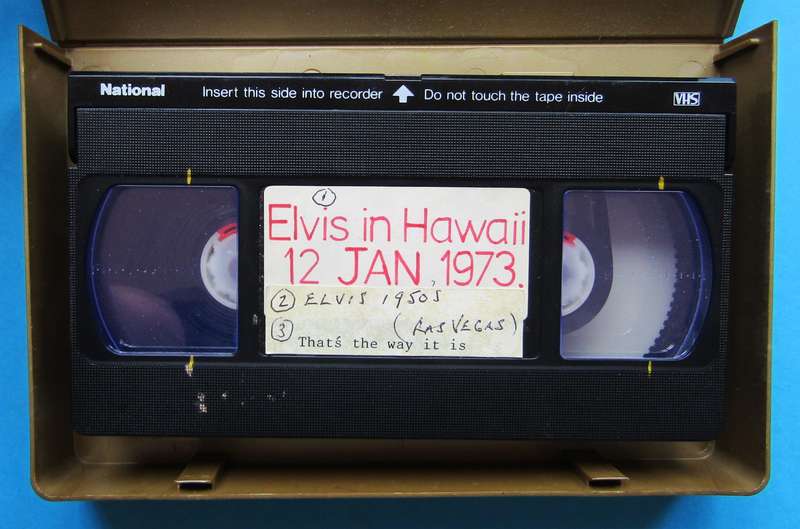 National Insert this side into recorder Do not touch the tape inside VHS
1
Elvis in Hawaii
12 JAN, 1973.
2 ELVIS 1950S
3 (LAS VEGAS)
That's the way it is